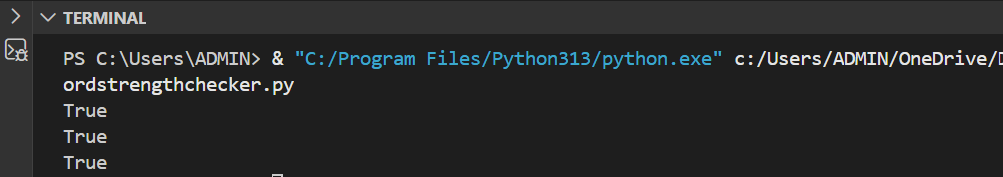 TERMINAL
PS C:\Users\ADMIN> & "C:/Program Files/Python313/python.exe" c:/Users/ADMIN/OneDrive/
ordstrengthchecker.py
True
True
True